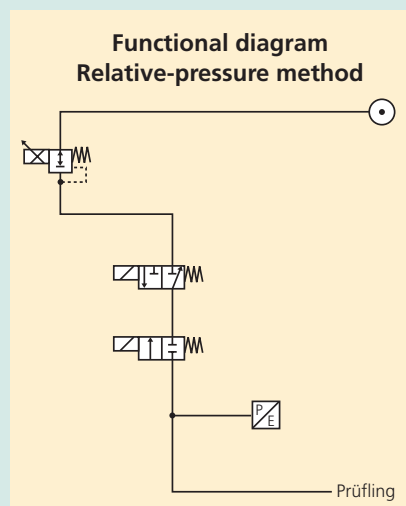 Functional diagram
Relative-pressure method
P
E
Prüfling